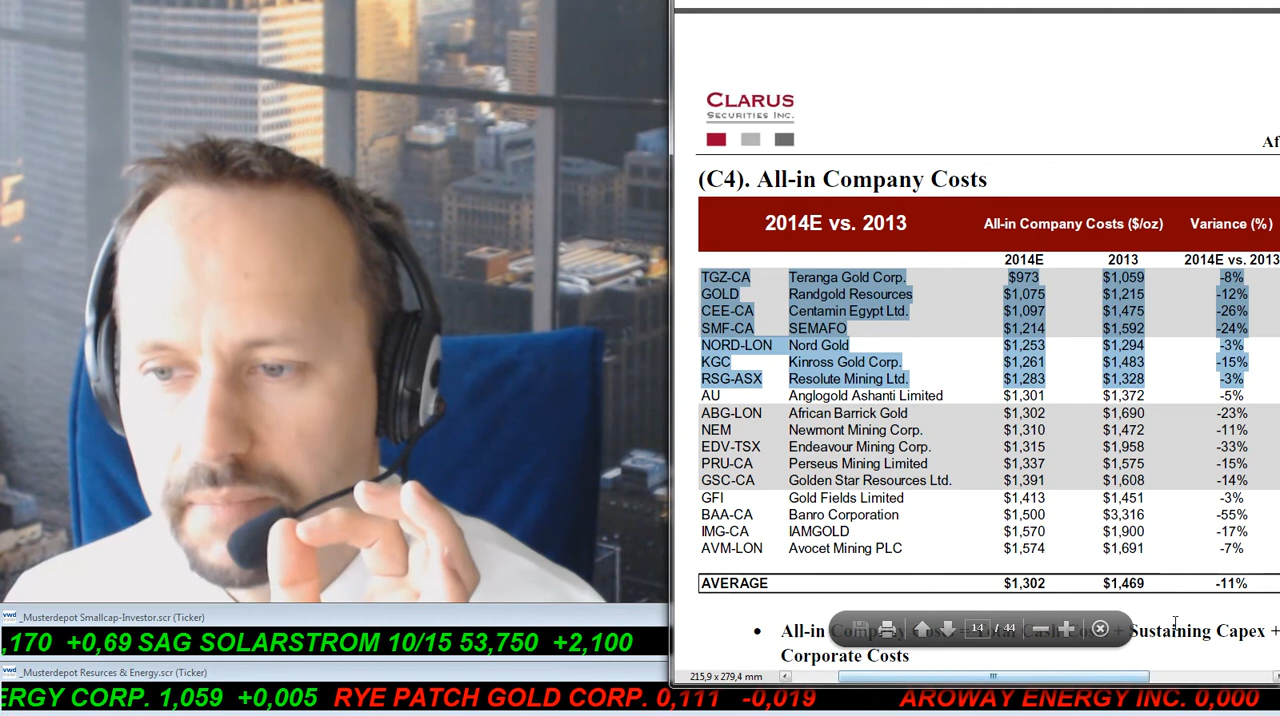 CLARUS
SECURITIES INC.
Af
(C4). All-in Company Costs
2014E vs. 2013 All-in Company Costs ($/oz) Variance (%)
2014E 2013 2014E vs. 2013
TGZ-CA Teranga Gold Corp. $973 $1,059 -8%
GOLD Randgold Resources $1,075 $1,215 -12%
CEE-CA Centamin Egypt Ltd. $1,097 $1,475 -26%
SMF-CA SEMAFO $1,214 $1,592 -24%
NORD-LON Nord Gold $1,253 $1,294 -3%
KGC Kinross Gold Corp. $1,261 $1,483 -15%
RSG-ASX Resolute Mining Ltd. $1,283 $1,328 -3%
AU Anglogold Ashanti Limited $1,301 $1,372 -5%
ABG-LON African Barrick Gold $1,302 $1,690 -23%
NEM Newmont Mining Corp. $1,310 $1,472 -11%
EDV-TSX Endeavour Mining Corp. $1,315 $1,958 -33%
PRU-CA Perseus Mining Limited $1,337 $1,575 -15%
GSC-CA Golden Star Resources Ltd. $1,391 $1,608 -14%
GFI Gold Fields Limited $1,413 $1,451 -3%
BAA-CA Banro Corporation $1,500 $3,316 -55%
IMG-CA IAMGOLD $1,570 $1,900 -17%
AVM-LON Avocet Mining PLC $1,574 $1,691 -7%
AVERAGE $1,302 $1,469 -11%
14 / 44
• All-in Company Costs = Total Cash Cost + Sustaining Capex +
Corporate Costs
215,9 x 279,4 mm
vwd _Musterdepot Smallcap-Investor.scr (Ticker)
,170 +0,69 SAG SOLARSTROM 10/15 53,750 +2,100
vwd _Musterdepot Resurces & Energy.scr (Ticker)
ERGY CORP. 1,059 +0,005 RYE PATCH GOLD CORP. 0,111 -0,019 AROWAY ENERGY INC. 0,000